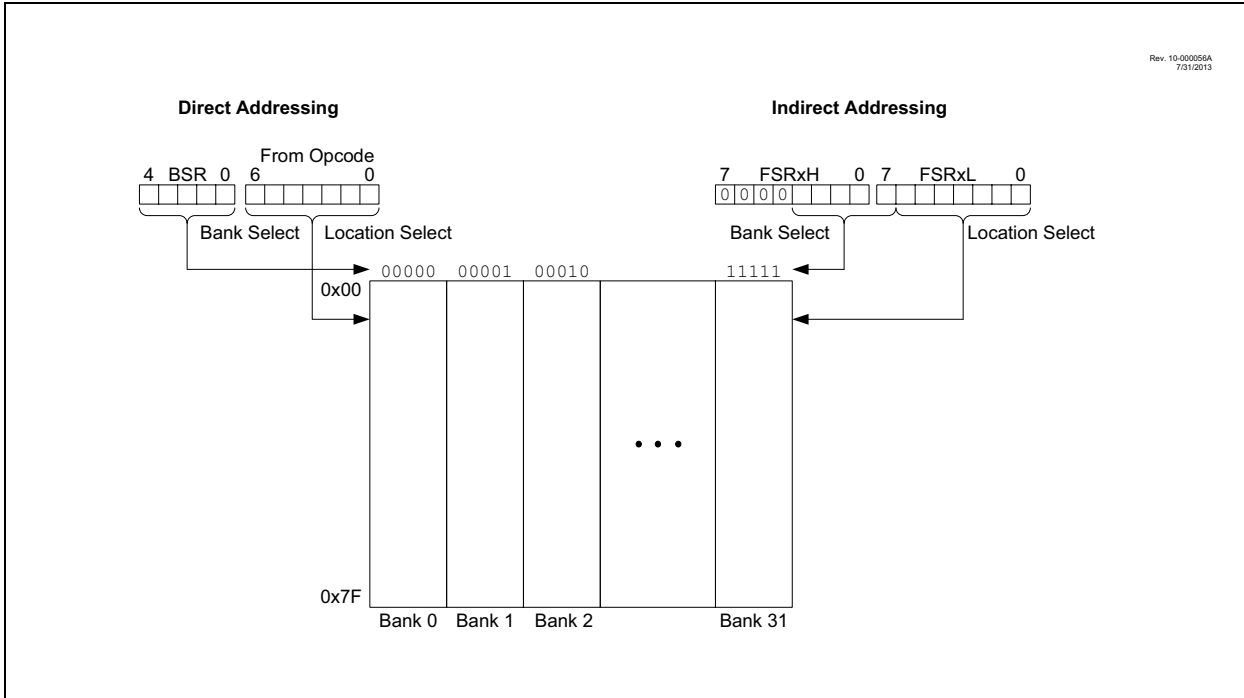 Rev. 10-000056A
7/31/2013
Direct Addressing
Indirect Addressing
From Opcode
4 BSR 0 6 0
7 FSRxH 0 7 FSRxL 0
0 0 0 0
Bank Select Location Select
Bank Select Location Select
00000 00001 00010 11111
0x00
• • •
0x7F
Bank 0 Bank 1 Bank 2 Bank 31